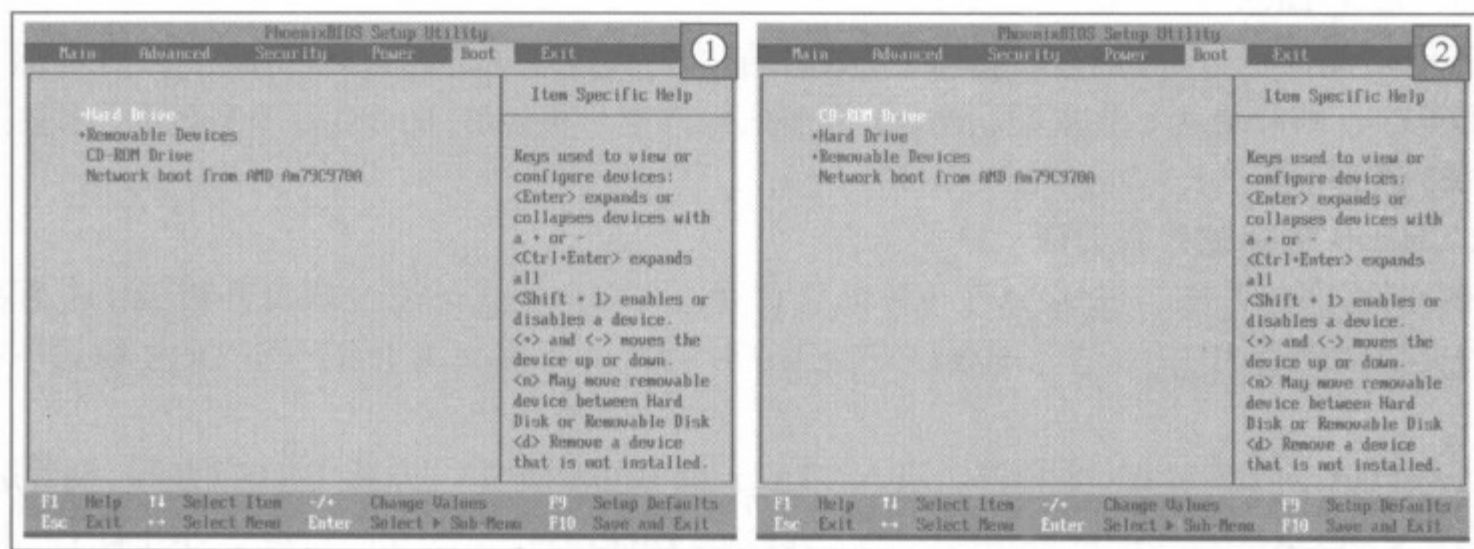 PhoenixBIOS Setup Utility
Main Advanced Security Power Boot Exit
1
+Hard Drive
+Removable Devices
CD-ROM Drive
Network boot from AMD Am79C970A
Item Specific Help
Keys used to view or
configure devices:
<Enter> expands or
collapses devices with
a + or -
<Ctrl+Enter> expands
all
<Shift + 1> enables or
disables a device.
<+> and <-> moves the
device up or down.
<n> May move removable
device between Hard
Disk or Removable Disk
<d> Remove a device
that is not installed.
F1 Help ↑↓ Select Item -/+ Change Values F9 Setup Defaults
Esc Exit ↔ Select Menu Enter Select ▶ Sub-Menu F10 Save and Exit
PhoenixBIOS Setup Utility
Main Advanced Security Power Boot Exit
2
CD-ROM Drive
+Hard Drive
+Removable Devices
Network boot from AMD Am79C970A
Item Specific Help
Keys used to view or
configure devices:
<Enter> expands or
collapses devices with
a + or -
<Ctrl+Enter> expands
all
<Shift + 1> enables or
disables a device.
<+> and <-> moves the
device up or down.
<n> May move removable
device between Hard
Disk or Removable Disk
<d> Remove a device
that is not installed.
F1 Help ↑↓ Select Item -/+ Change Values F9 Setup Defaults
Esc Exit ↔ Select Menu Enter Select ▶ Sub-Menu F10 Save and Exit